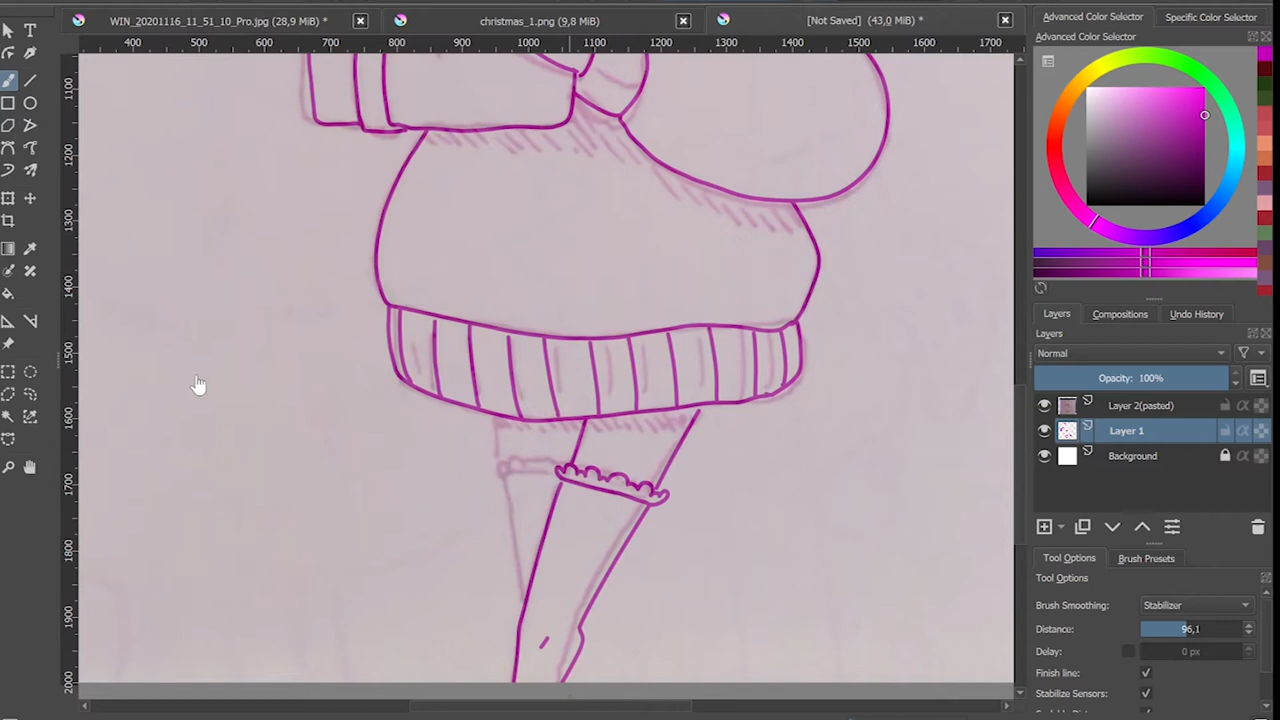 WIN_20201116_11_51_10_Pro.jpg (28,9 MiB) *
christmas_1.png (9,8 MiB)
[Not Saved] (43,0 MiB) *
Advanced Color Selector
Specific Color Selector
Advanced Color Selector
400 500 600 700 800 900 1000 1100 1200 1300 1400 1500 1600 1700
1100
1200
1300
1400
1500
1600
1700
1800
1900
2000
Layers
Compositions
Undo History
Layers
Normal
Opacity: 100%
Layer 2(pasted)
Layer 1
Background
Tool Options
Brush Presets
Tool Options
Brush Smoothing: Stabilizer
Distance: 96,1
Delay: 0 px
Finish line:
Stabilize Sensors: